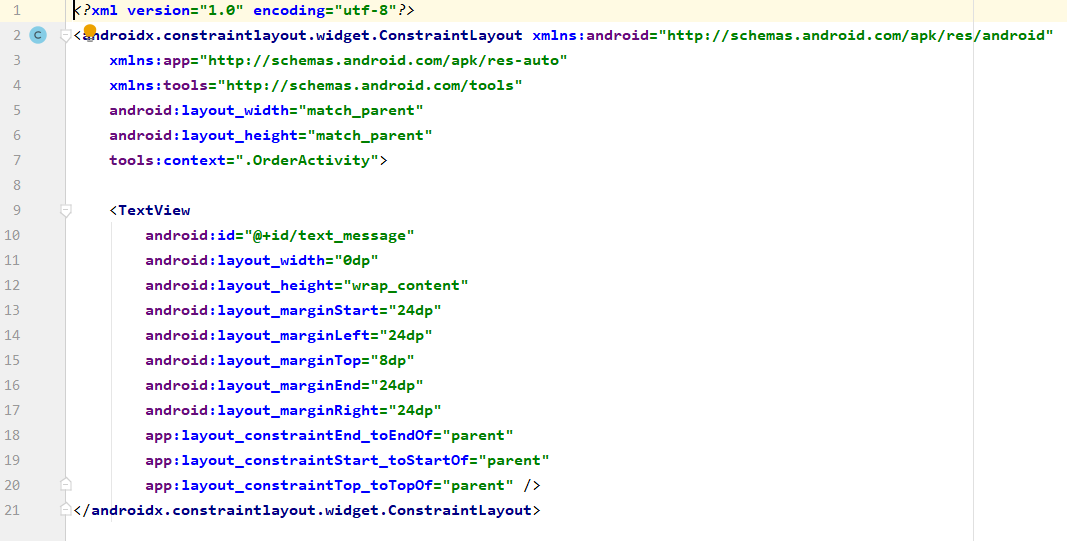 1 <?xml version="1.0" encoding="utf-8"?>
2 C <androidx.constraintlayout.widget.ConstraintLayout xmlns:android="http://schemas.android.com/apk/res/android"
3 xmlns:app="http://schemas.android.com/apk/res-auto"
4 xmlns:tools="http://schemas.android.com/tools"
5 android:layout_width="match_parent"
6 android:layout_height="match_parent"
7 tools:context=".OrderActivity">
8
9 <TextView
10 android:id="@+id/text_message"
11 android:layout_width="0dp"
12 android:layout_height="wrap_content"
13 android:layout_marginStart="24dp"
14 android:layout_marginLeft="24dp"
15 android:layout_marginTop="8dp"
16 android:layout_marginEnd="24dp"
17 android:layout_marginRight="24dp"
18 app:layout_constraintEnd_toEndOf="parent"
19 app:layout_constraintStart_toStartOf="parent"
20 app:layout_constraintTop_toTopOf="parent" />
21 </androidx.constraintlayout.widget.ConstraintLayout>